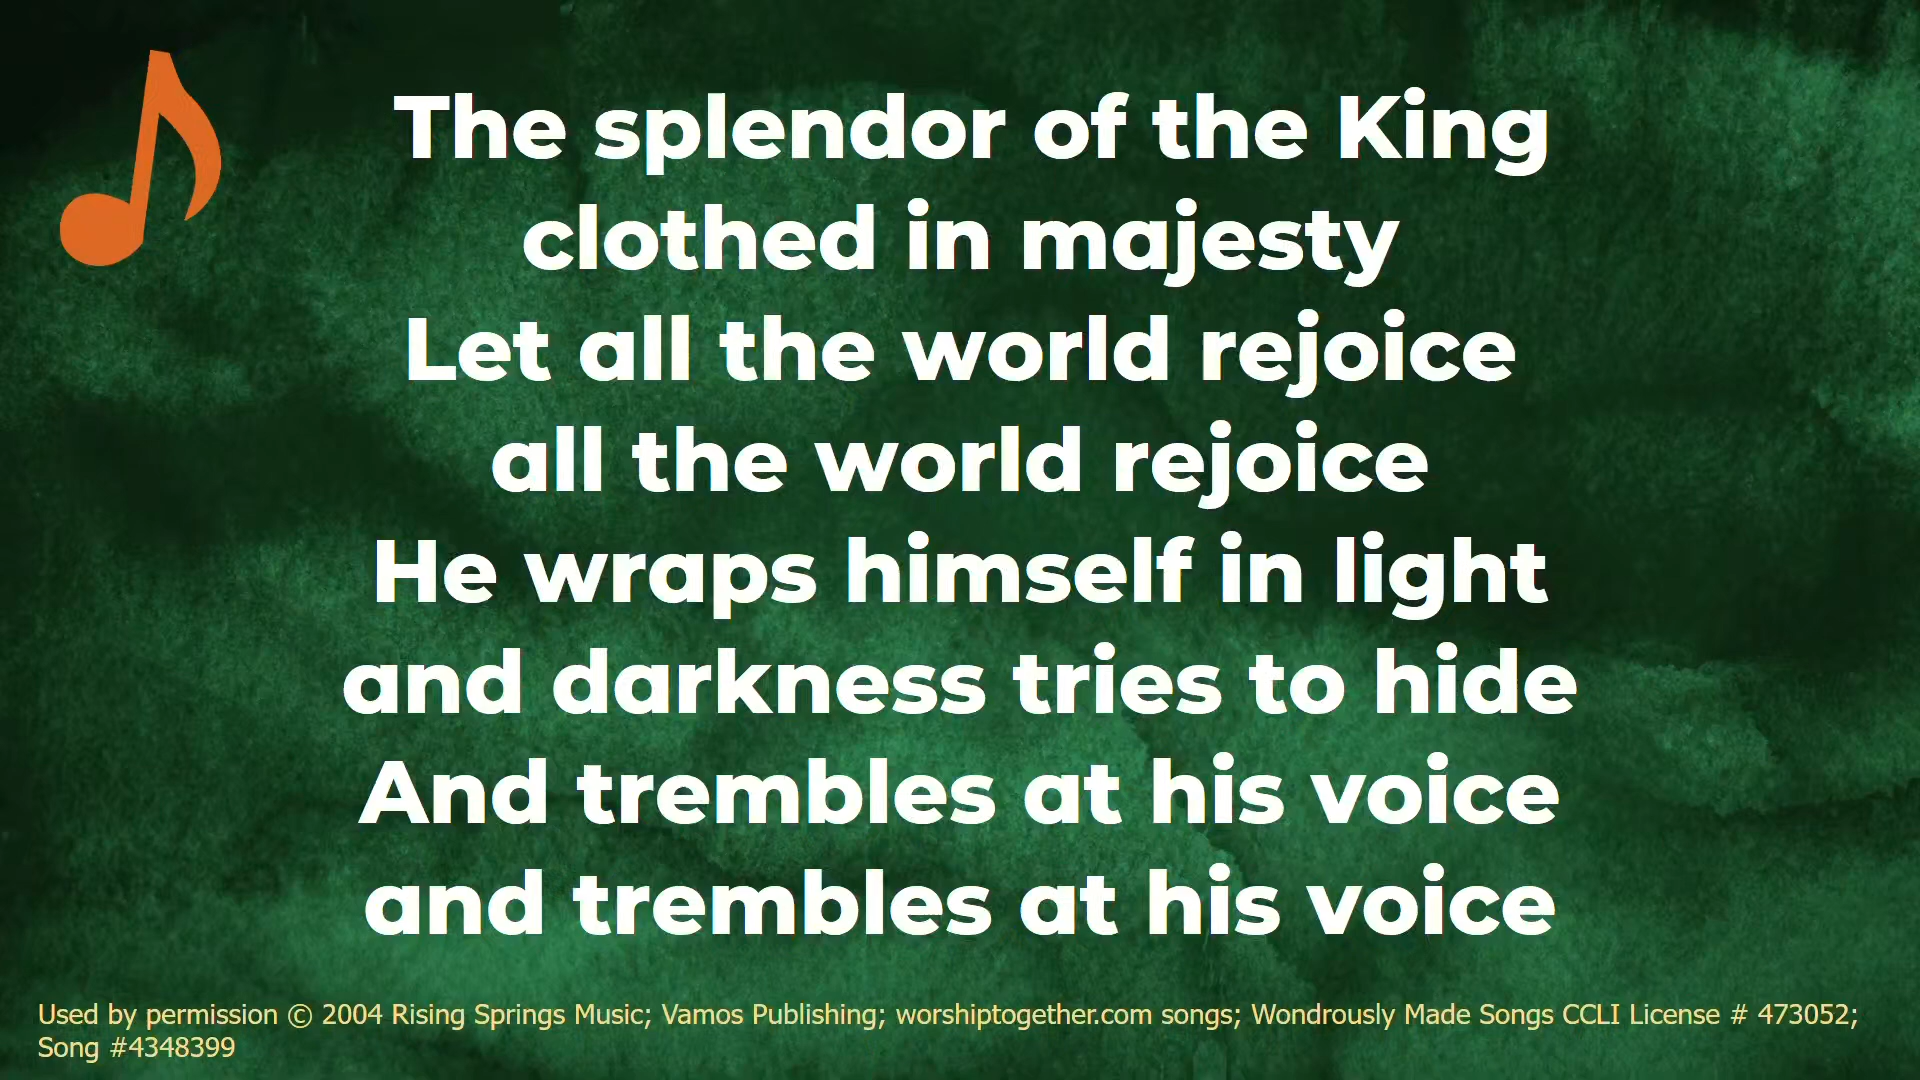 The splendor of the King
clothed in majesty
Let all the world rejoice
all the world rejoice
He wraps himself in light
and darkness tries to hide
And trembles at his voice
and trembles at his voice
Used by permission © 2004 Rising Springs Music; Vamos Publishing; worshiptogether.com songs; Wondrously Made Songs CCLI License # 473052;
Song #4348399